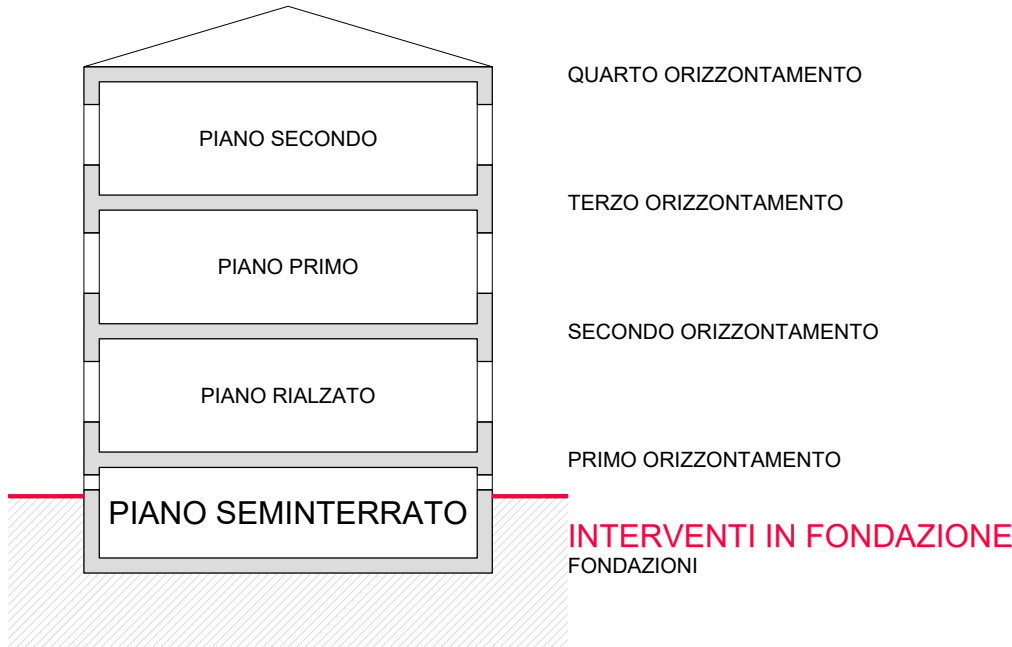 QUARTO ORIZZONTAMENTO
PIANO SECONDO
TERZO ORIZZONTAMENTO
PIANO PRIMO
SECONDO ORIZZONTAMENTO
PIANO RIALZATO
PRIMO ORIZZONTAMENTO
PIANO SEMINTERRATO
INTERVENTI IN FONDAZIONE
FONDAZIONI